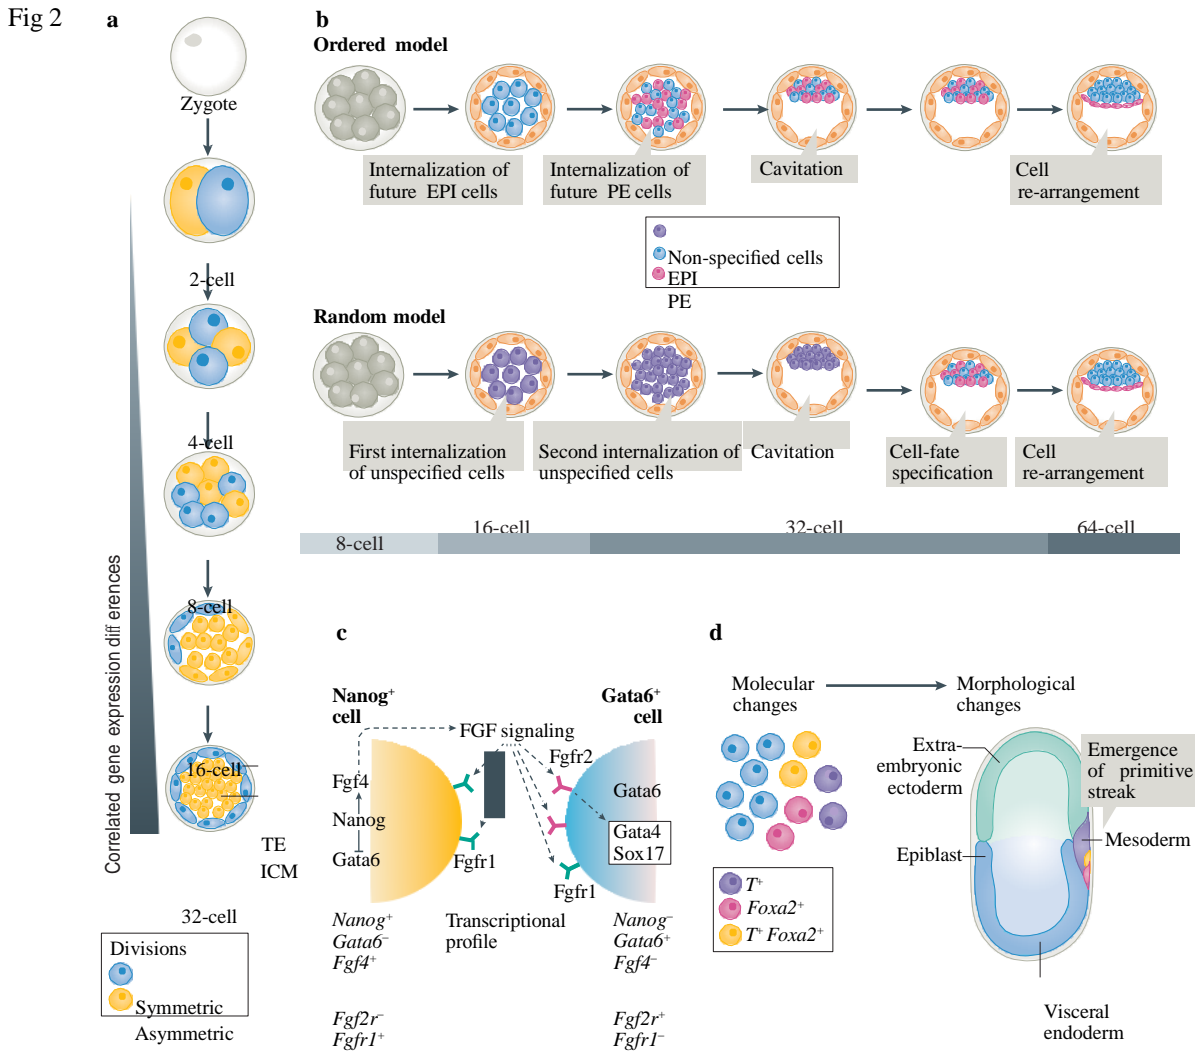 Fig 2
a
Zygote
2-cell
4-cell
8-cell
16-cell
TE
ICM
32-cell
Correlated gene expression diff erences
Divisions
Symmetric
Asymmetric
b
Ordered model
Internalization of
future EPI cells
Internalization of
future PE cells
Cavitation
Cell
re-arrangement
Non-specified cells
EPI
PE
Random model
First internalization
of unspecified cells
Second internalization of
unspecified cells
Cavitation
Cell-fate
specification
Cell
re-arrangement
8-cell
16-cell
32-cell
64-cell
c
Nanog⁺
cell
Gata6⁺
cell
FGF signaling
Fgfr2
Fgf4
Nanog
Gata6
Fgfr1
Gata6
Gata4
Sox17
Fgfr1
Nanog⁺
Gata6⁻
Fgf4⁺
Transcriptional
profile
Nanog⁻
Gata6⁺
Fgf4⁻
Fgf2r⁻
Fgfr1⁺
Fgf2r⁺
Fgfr1⁻
d
Molecular
changes
Morphological
changes
Extra-
embryonic
ectoderm
Emergence
of primitive
streak
Mesoderm
Epiblast
T⁺
Foxa2⁺
T⁺ Foxa2⁺
Visceral
endoderm